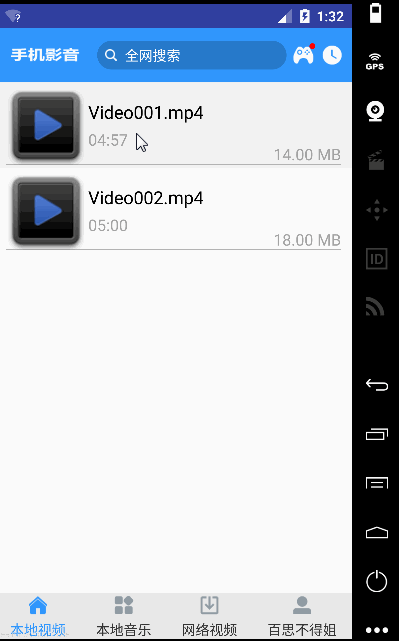 1:32
手机影音
全网搜索
GPS
Video001.mp4
04:57
14.00 MB
Video002.mp4
05:00
18.00 MB
ID
本地视频 本地音乐 网络视频 百思不得姐